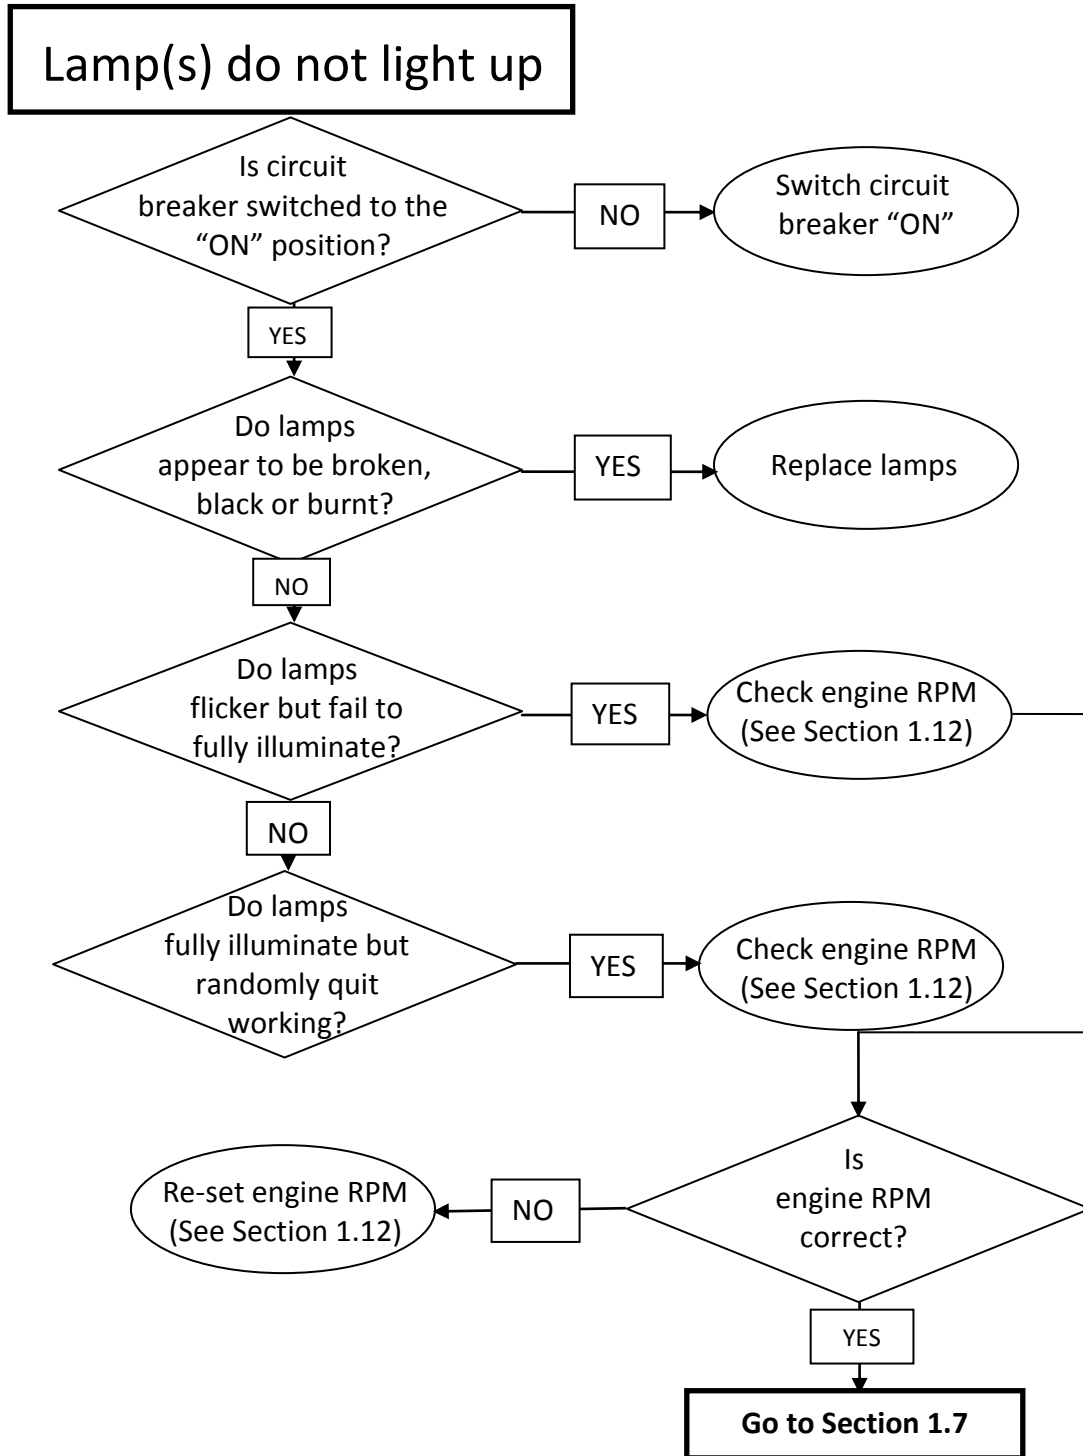 Lamp(s) do not light up
Is circuit
breaker switched to the
“ON” position?
NO
Switch circuit
breaker “ON”
YES
Do lamps
appear to be broken,
black or burnt?
YES
Replace lamps
NO
Do lamps
flicker but fail to
fully illuminate?
YES
Check engine RPM
(See Section 1.12)
NO
Do lamps
fully illuminate but
randomly quit
working?
YES
Check engine RPM
(See Section 1.12)
Is
engine RPM
correct?
NO
Re-set engine RPM
(See Section 1.12)
YES
Go to Section 1.7